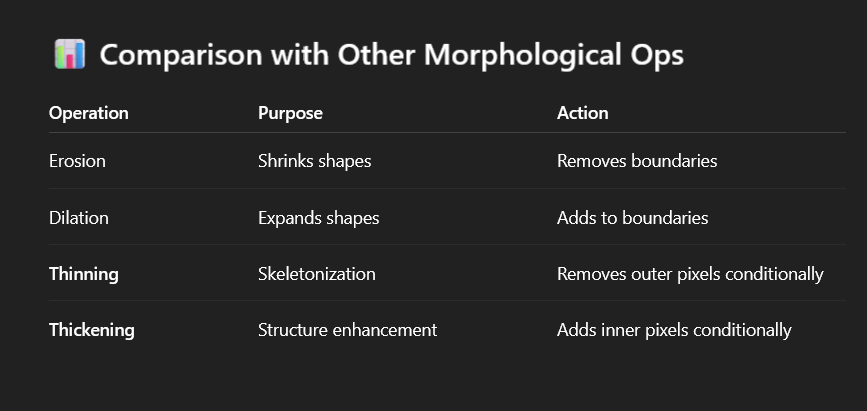 📊 Comparison with Other Morphological Ops
Operation Purpose Action
Erosion Shrinks shapes Removes boundaries
Dilation Expands shapes Adds to boundaries
Thinning Skeletonization Removes outer pixels conditionally
Thickening Structure enhancement Adds inner pixels conditionally